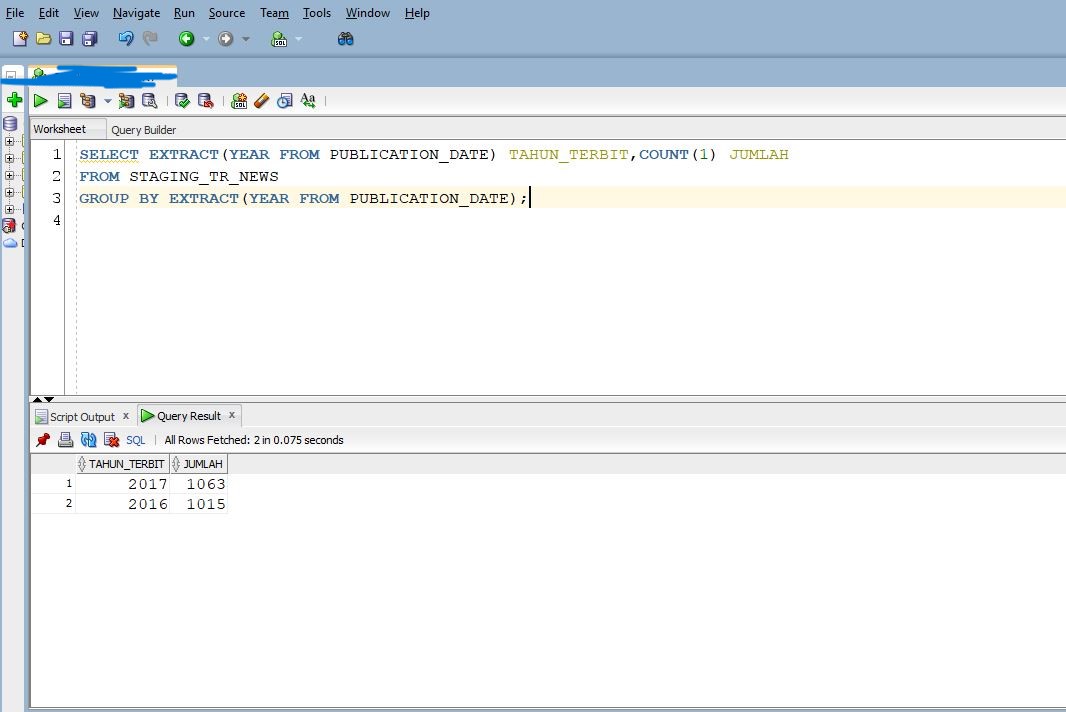 File Edit View Navigate Run Source Team Tools Window Help
Worksheet Query Builder
1 SELECT EXTRACT(YEAR FROM PUBLICATION_DATE) TAHUN_TERBIT,COUNT(1) JUMLAH
2 FROM STAGING_TR_NEWS
3 GROUP BY EXTRACT(YEAR FROM PUBLICATION_DATE);
4
Script Output x Query Result x
SQL | All Rows Fetched: 2 in 0.075 seconds
TAHUN_TERBIT JUMLAH
1 2017 1063
2 2016 1015